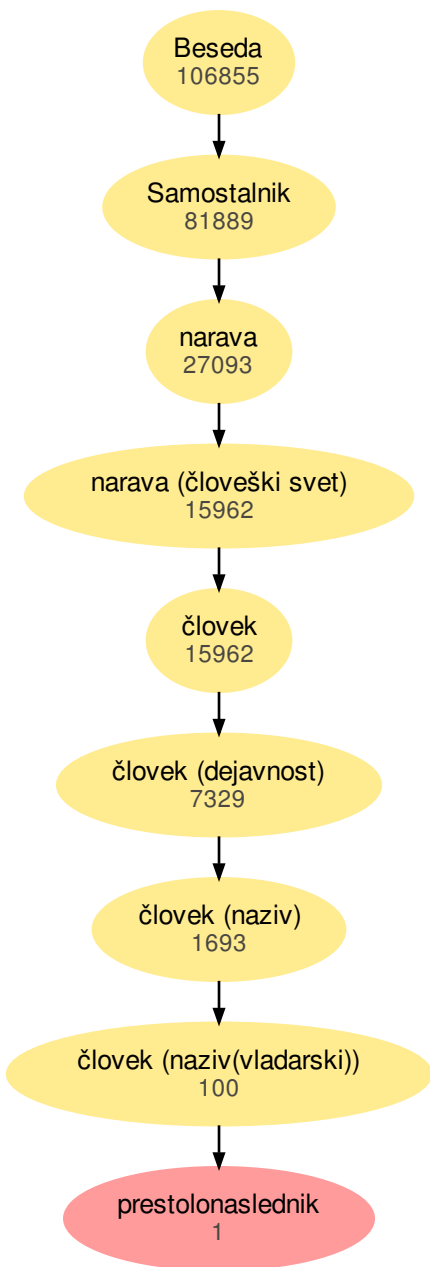 Beseda
106855
Samostalnik
81889
narava
27093
narava (človeški svet)
15962
človek
15962
človek (dejavnost)
7329
človek (naziv)
1693
človek (naziv(vladarski))
100
prestolonaslednik
1